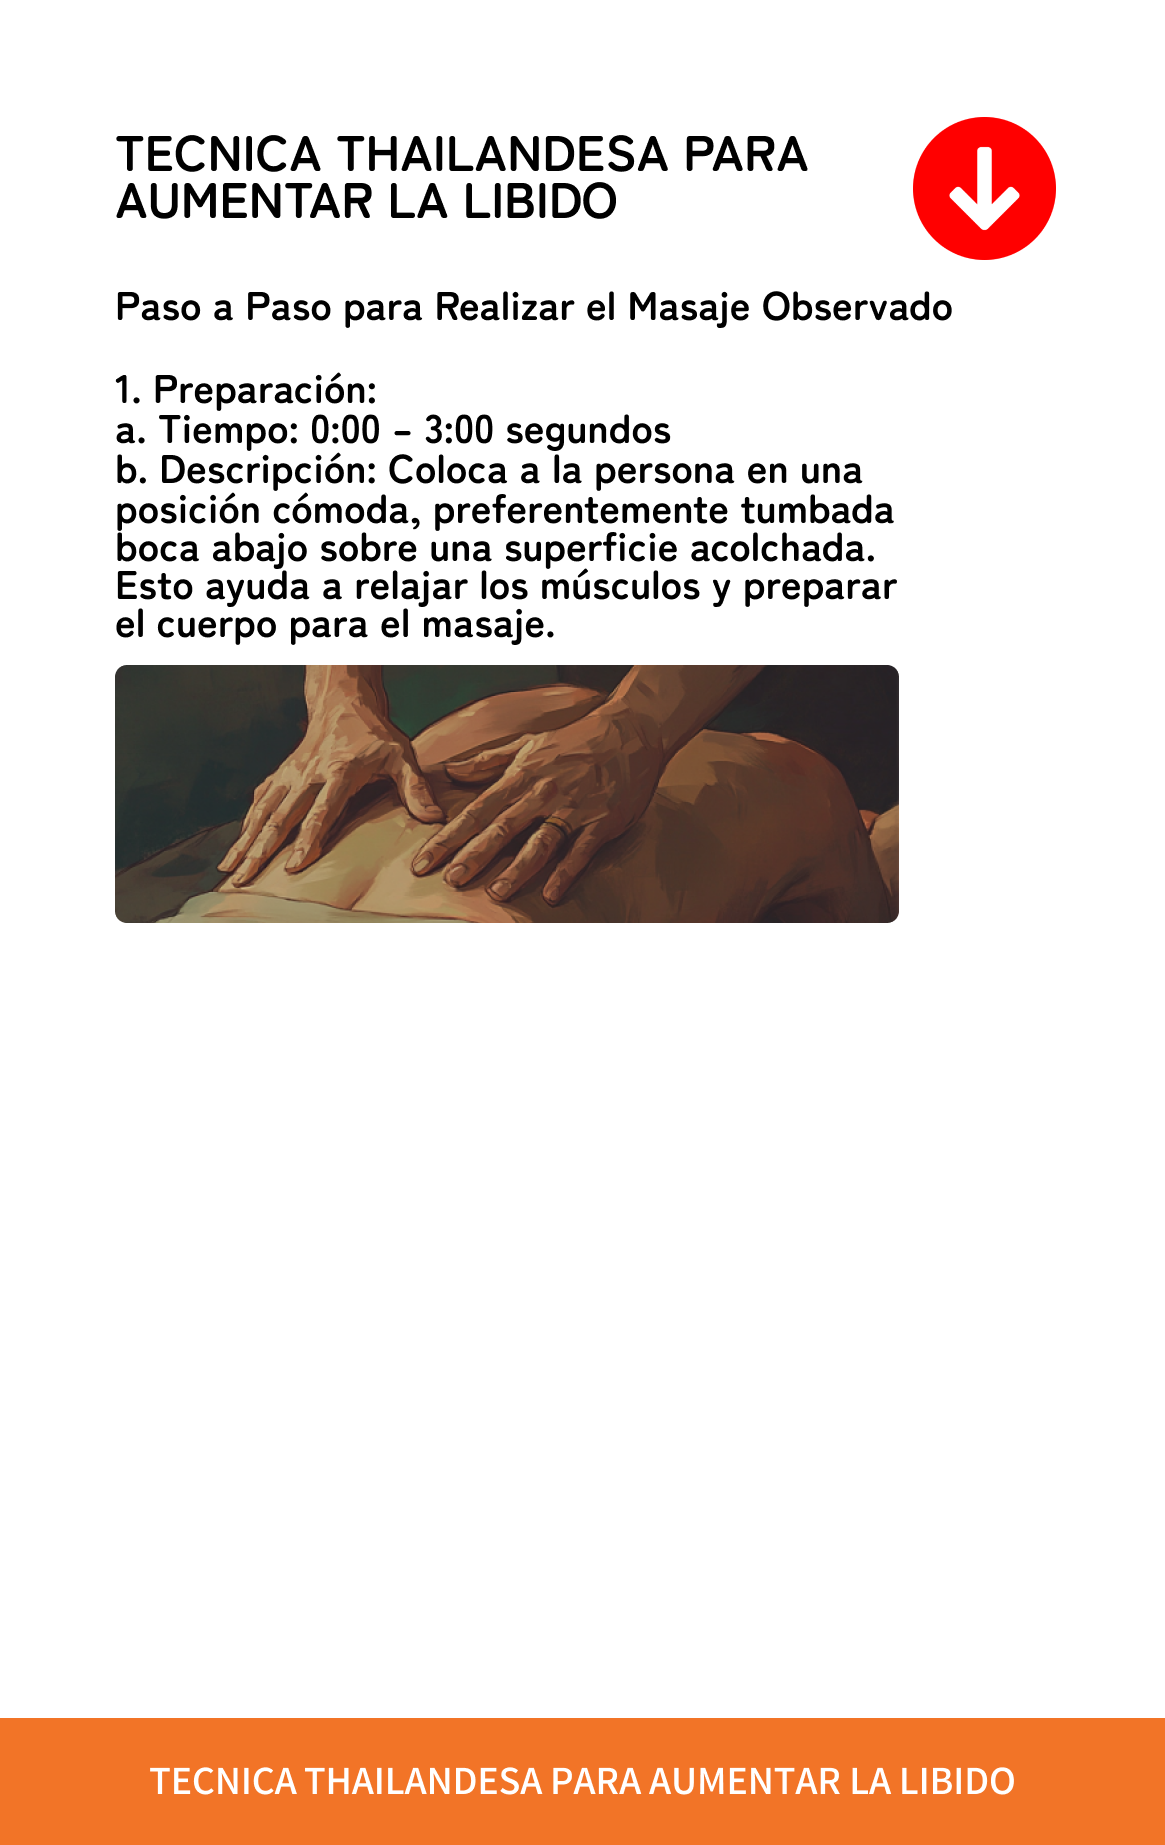 TECNICA THAILANDESA PARA
AUMENTAR LA LIBIDO
Paso a Paso para Realizar el Masaje Observado
1. Preparación:
a. Tiempo: 0:00 – 3:00 segundos
b. Descripción: Coloca a la persona en una
posición cómoda, preferentemente tumbada
boca abajo sobre una superficie acolchada.
Esto ayuda a relajar los músculos y preparar
el cuerpo para el masaje.
TECNICA THAILANDESA PARA AUMENTAR LA LIBIDO